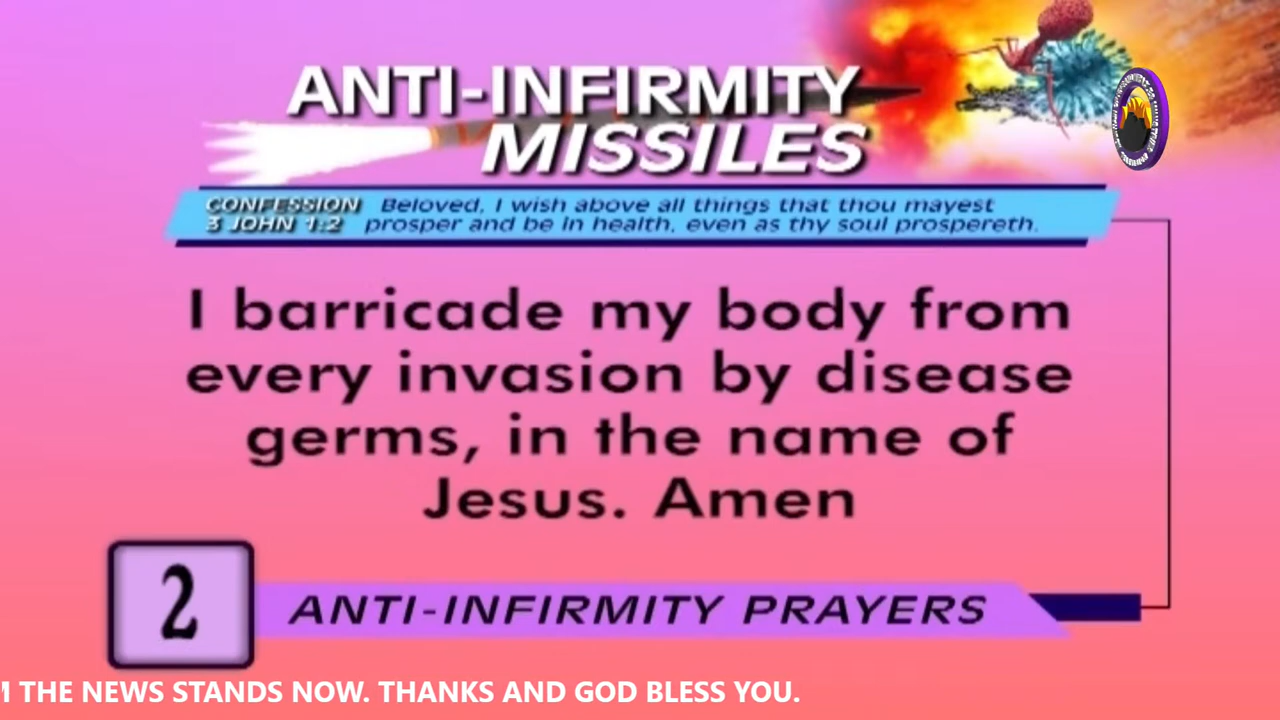 ANTI-INFIRMITY
MISSILES
CONFESSION Beloved, I wish above all things that thou mayest
3 JOHN 1:2 prosper and be in health, even as thy soul prospereth.
I barricade my body from
every invasion by disease
germs, in the name of
Jesus. Amen
2 ANTI-INFIRMITY PRAYERS
THE NEWS STANDS NOW. THANKS AND GOD BLESS YOU.